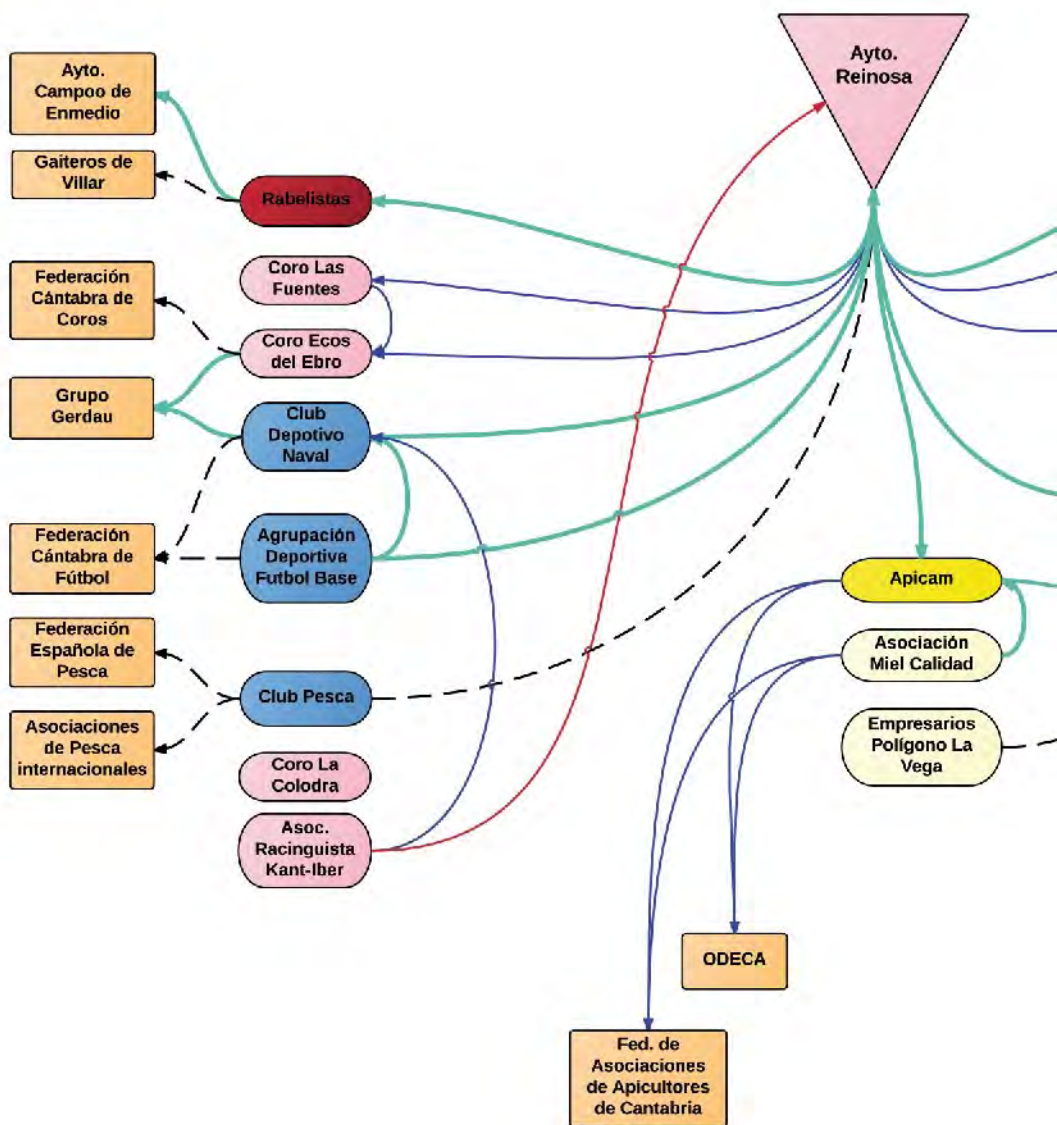 Ayto.
Reinosa
Ayto.
Campoo de
Enmedio
Gaiteros de
Villar
Rabelistas
Federación
Cántabra de
Coros
Coro Las
Fuentes
Coro Ecos
del Ebro
Grupo
Gerdau
Club
Depotivo
Naval
Federación
Cántabra de
Fútbol
Agrupación
Deportiva
Futbol Base
Federación
Española de
Pesca
Club Pesca
Asociaciones
de Pesca
internacionales
Coro La
Colodra
Asoc.
Racinguista
Kant-Iber
Apicam
Asociación
Miel Calidad
Empresarios
Polígono La
Vega
ODECA
Fed. de
Asociaciones
de Apicultores
de Cantabria